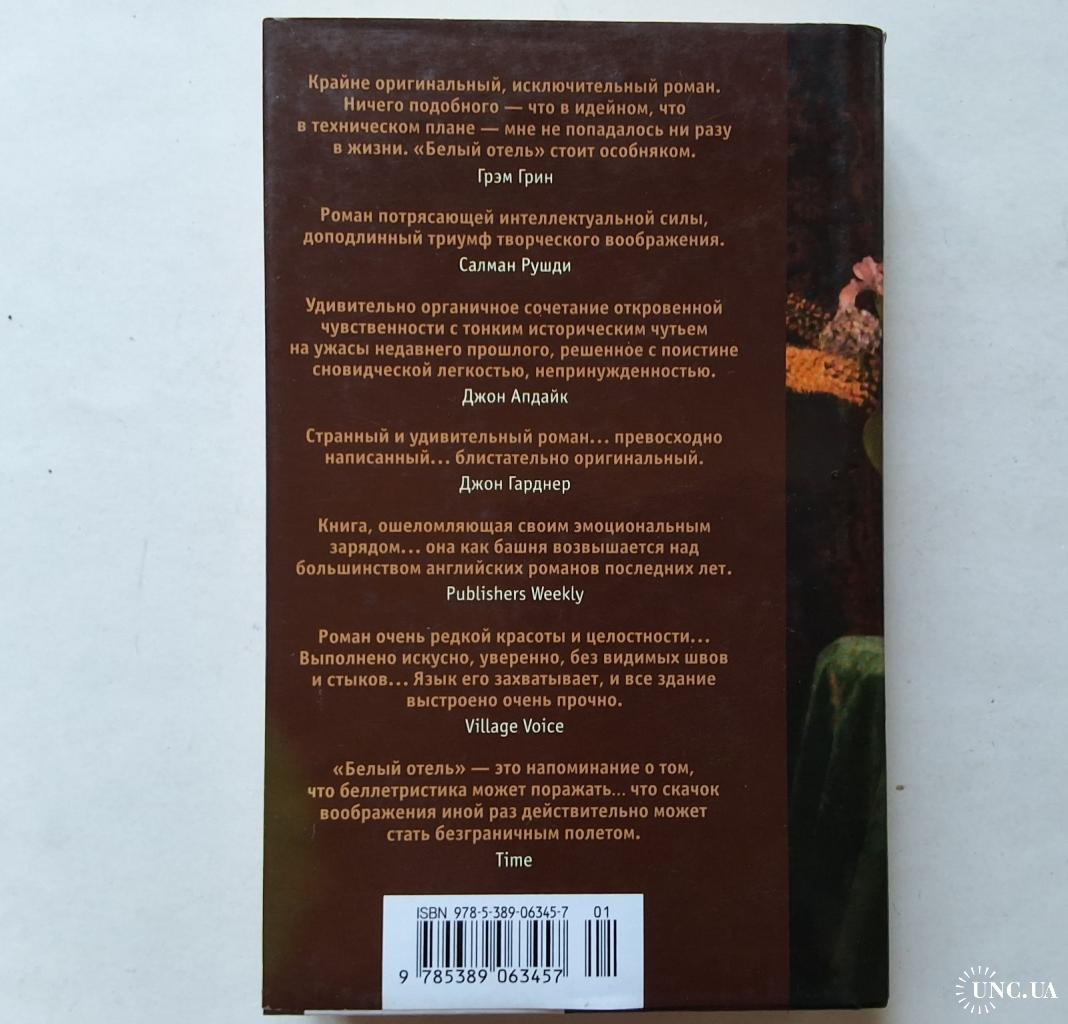 Крайне оригинальный, исключительный роман.
Ничего подобного — что в идейном, что
в техническом плане — мне не попадалось ни разу
в жизни. «Белый отель» стоит особняком.
Грэм Грин
Роман потрясающей интеллектуальной силы,
доподлинный триумф творческого воображения.
Салман Рушди
Удивительно органичное сочетание откровенной
чувственности с тонким историческим чутьем
на ужасы недавнего прошлого, решенное с поистине
сновидческой легкостью, непринужденностью.
Джон Апдайк
Странный и удивительный роман... превосходно
написанный... блистательно оригинальный.
Джон Гарднер
Книга, ошеломляющая своим эмоциональным
зарядом... она как башня возвышается над
большинством английских романов последних лет.
Publishers Weekly
Роман очень редкой красоты и целостности...
Выполнено искусно, уверенно, без видимых швов
и стыков... Язык его захватывает, и все здание
выстроено очень прочно.
Village Voice
«Белый отель» — это напоминание о том,
что беллетристика может поражать... что скачок
воображения иной раз действительно может
стать безграничным полетом.
Time
ISBN 978-5-389-06345-7 01
9 785389 063457
UNC.UA